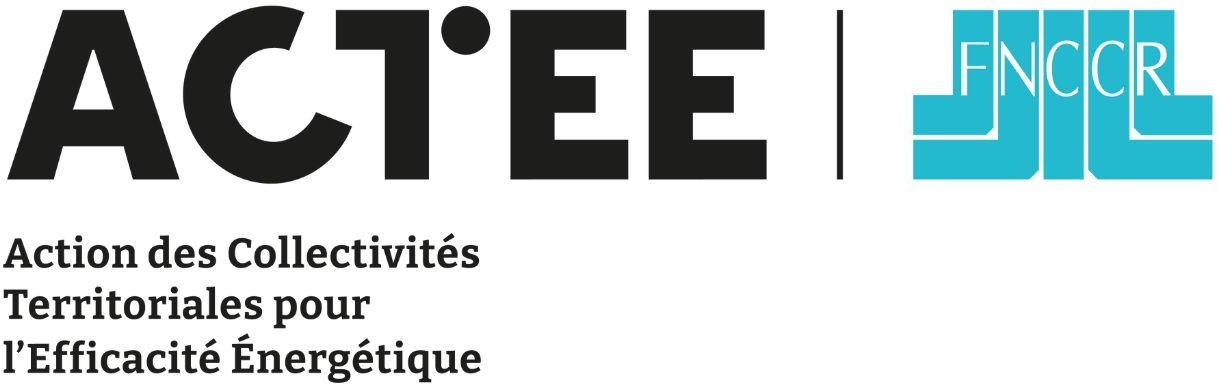 ACTEE
FNCCR
Action des Collectivités
Territoriales pour
l’Efficacité Énergétique